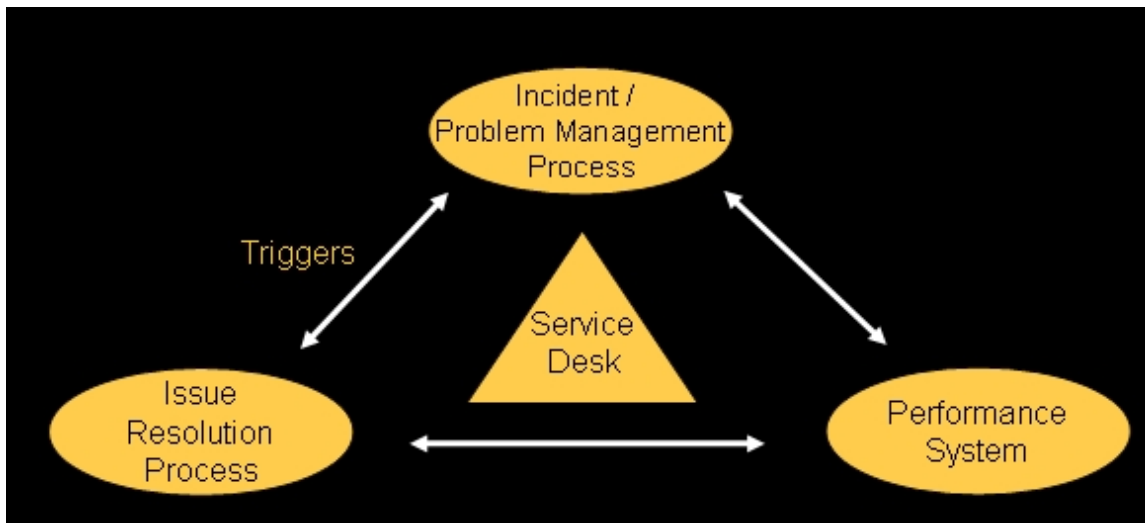 Incident /
Problem Management
Process
Triggers
Service
Desk
Issue
Resolution
Process
Performance
System